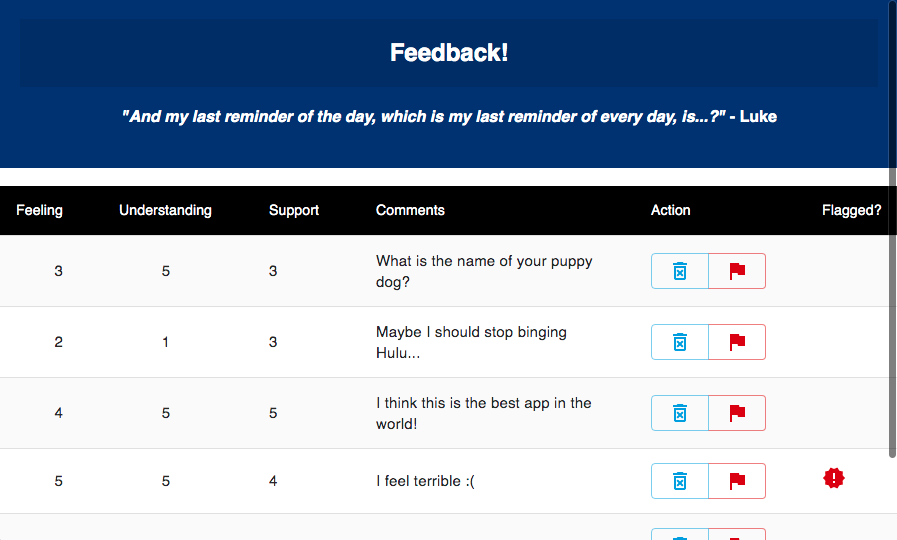 Feedback!
"And my last reminder of the day, which is my last reminder of every day, is...?" - Luke
Feeling Understanding Support Comments Action Flagged?
3 5 3 What is the name of your puppy
dog?
2 1 3 Maybe I should stop binging
Hulu...
4 5 5 I think this is the best app in the
world!
5 5 4 I feel terrible :(